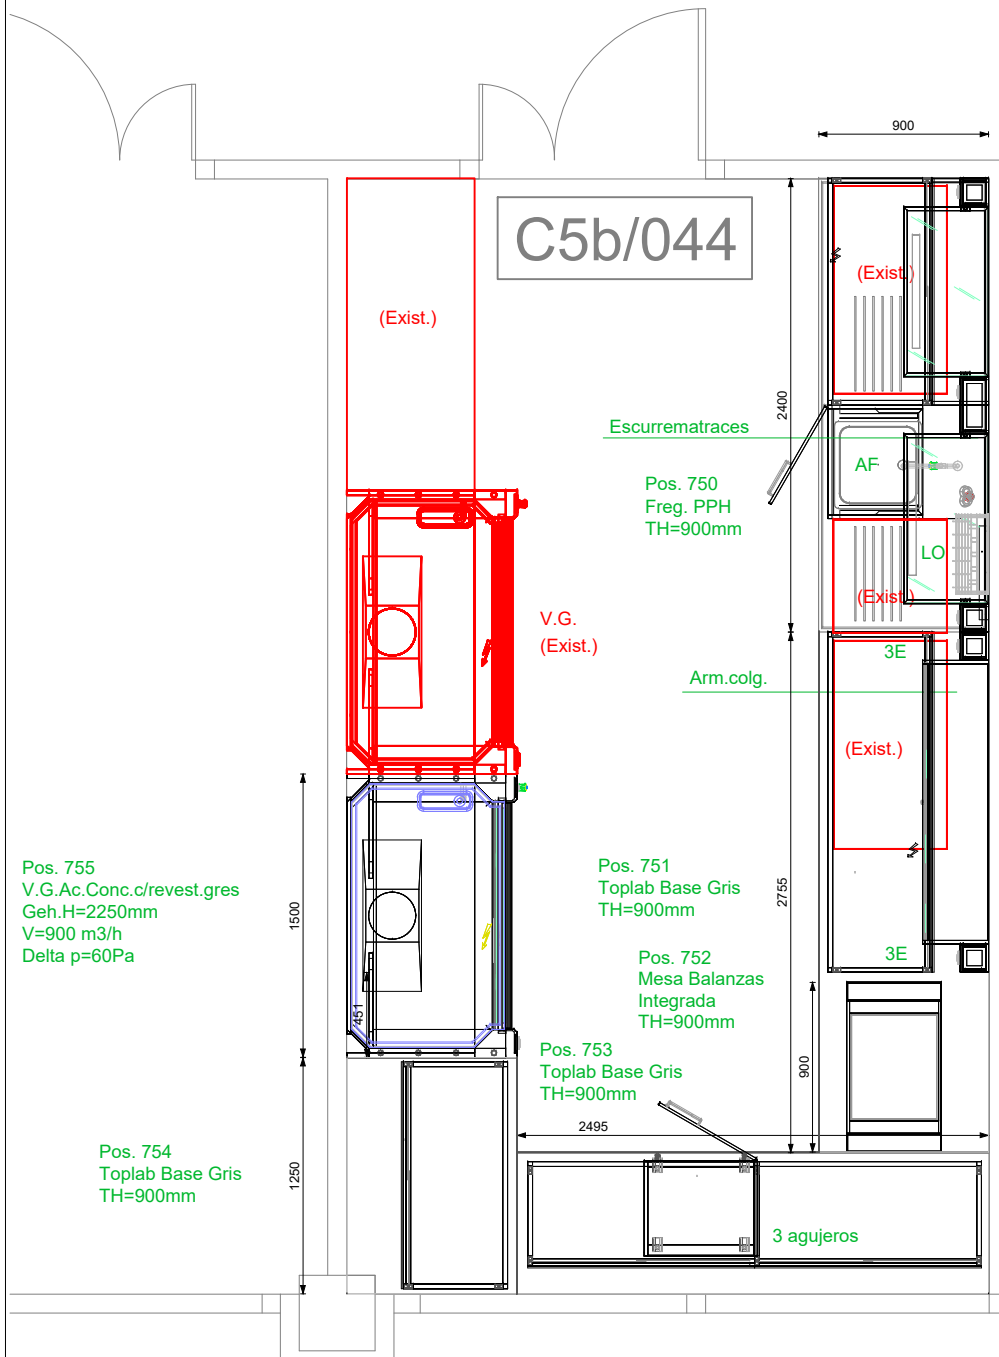 900
C5b/044
(Exist.)
(Exist.)
2400
Escurrematraces
AF
Pos. 750
Freg. PPH
TH=900mm
LO
(Exist.)
V.G.
(Exist.)
3E
Arm.colg.
(Exist.)
Pos. 755
V.G.Ac.Conc.c/revest.gres
Geh.H=2250mm
V=900 m3/h
Delta p=60Pa
1500
451
Pos. 751
Toplab Base Gris
TH=900mm
2755
3E
Pos. 752
Mesa Balanzas
Integrada
TH=900mm
900
Pos. 753
Toplab Base Gris
TH=900mm
2495
Pos. 754
Toplab Base Gris
TH=900mm
1250
3 agujeros